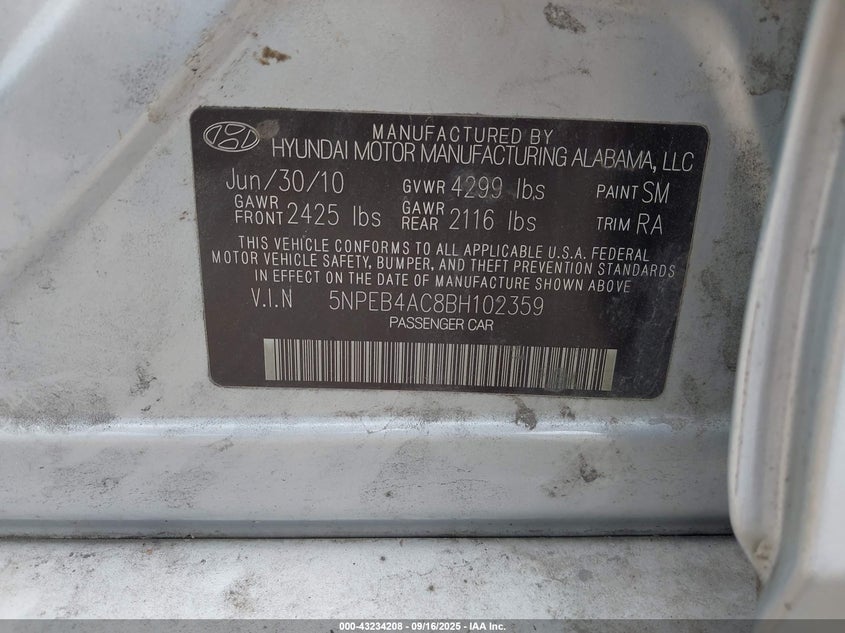 MANUFACTURED BY
HYUNDAI MOTOR MANUFACTURING ALABAMA, LLC
Jun/30/10 GVWR 4299 lbs PAINT SM
GAWR FRONT 2425 lbs GAWR REAR 2116 lbs TRIM RA
THIS VEHICLE CONFORMS TO ALL APPLICABLE U.S.A. FEDERAL
MOTOR VEHICLE SAFETY, BUMPER, AND THEFT PREVENTION STANDARDS
IN EFFECT ON THE DATE OF MANUFACTURE SHOWN ABOVE
V.I.N 5NPEB4AC8BH102359
PASSENGER CAR
000-43234208 - 09/16/2025 - IAA Inc.